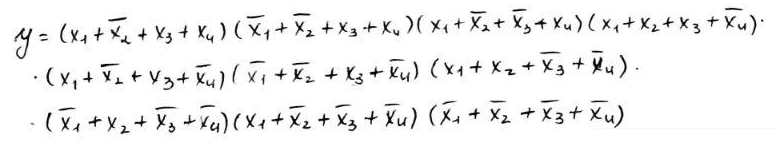 y = (x₁ + x̅₂ + x₃ + x₄) (x̅₁ + x̅₂ + x₃ + x₄) (x₁ + x̅₂ + x̅₃ + x₄) (x₁ + x₂ + x₃ + x̅₄) ·
· (x₁ + x̅₂ + x₃ + x̅₄) (x̅₁ + x̅₂ + x₃ + x̅₄) (x₁ + x₂ + x̅₃ + x̅₄) ·
· (x̅₁ + x₂ + x̅₃ + x̅₄) (x₁ + x̅₂ + x̅₃ + x̅₄) (x̅₁ + x̅₂ + x̅₃ + x̅₄)